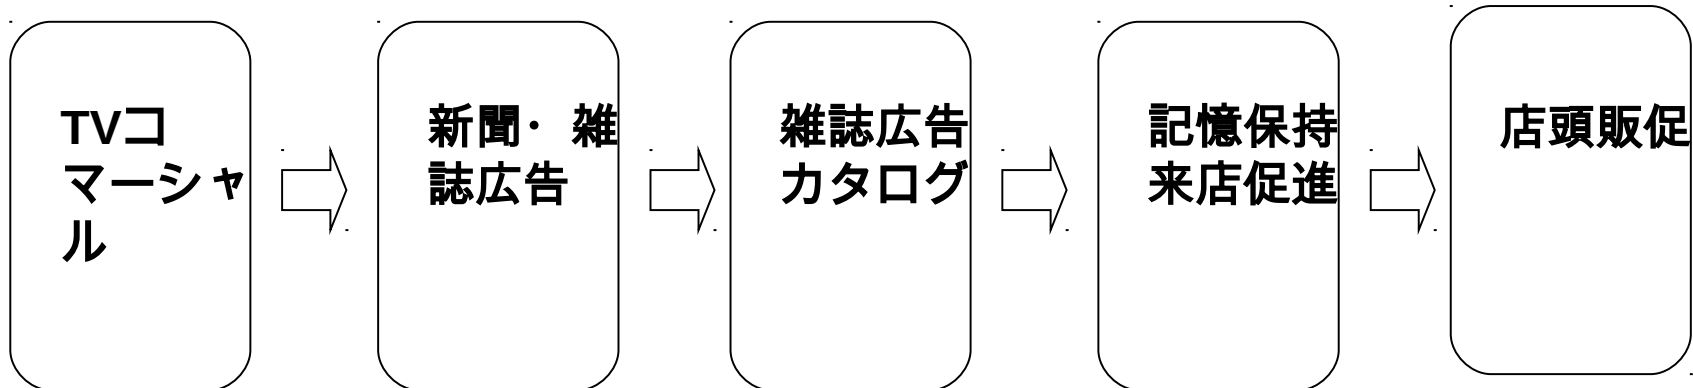 TVコ
マーシャ
ル
新聞・雑
誌広告
雑誌広告
カタログ
記憶保持
来店促進
店頭販促